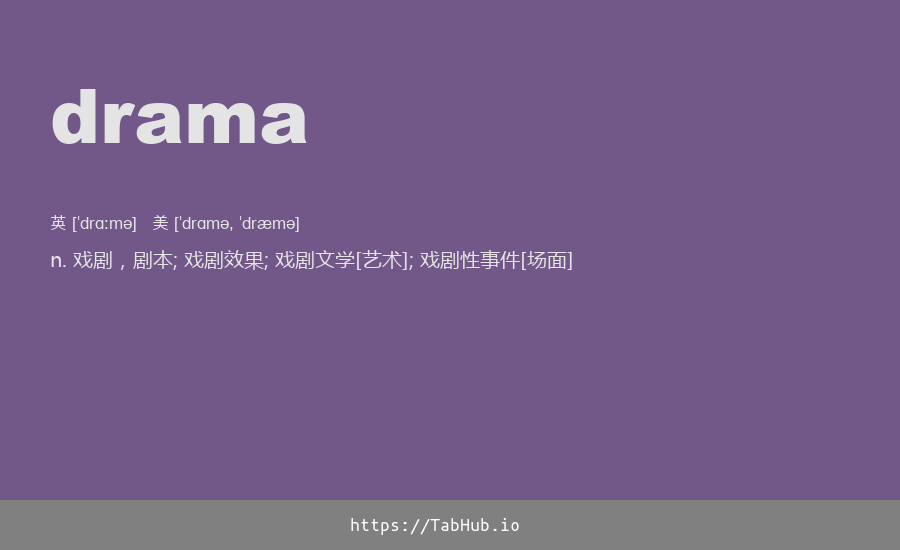 drama
英 [ˈdrɑːmə] 美 [ˈdrɑmə, ˈdræmə]
n. 戏剧，剧本; 戏剧效果; 戏剧文学[艺术]; 戏剧性事件[场面]
https://TabHub.io